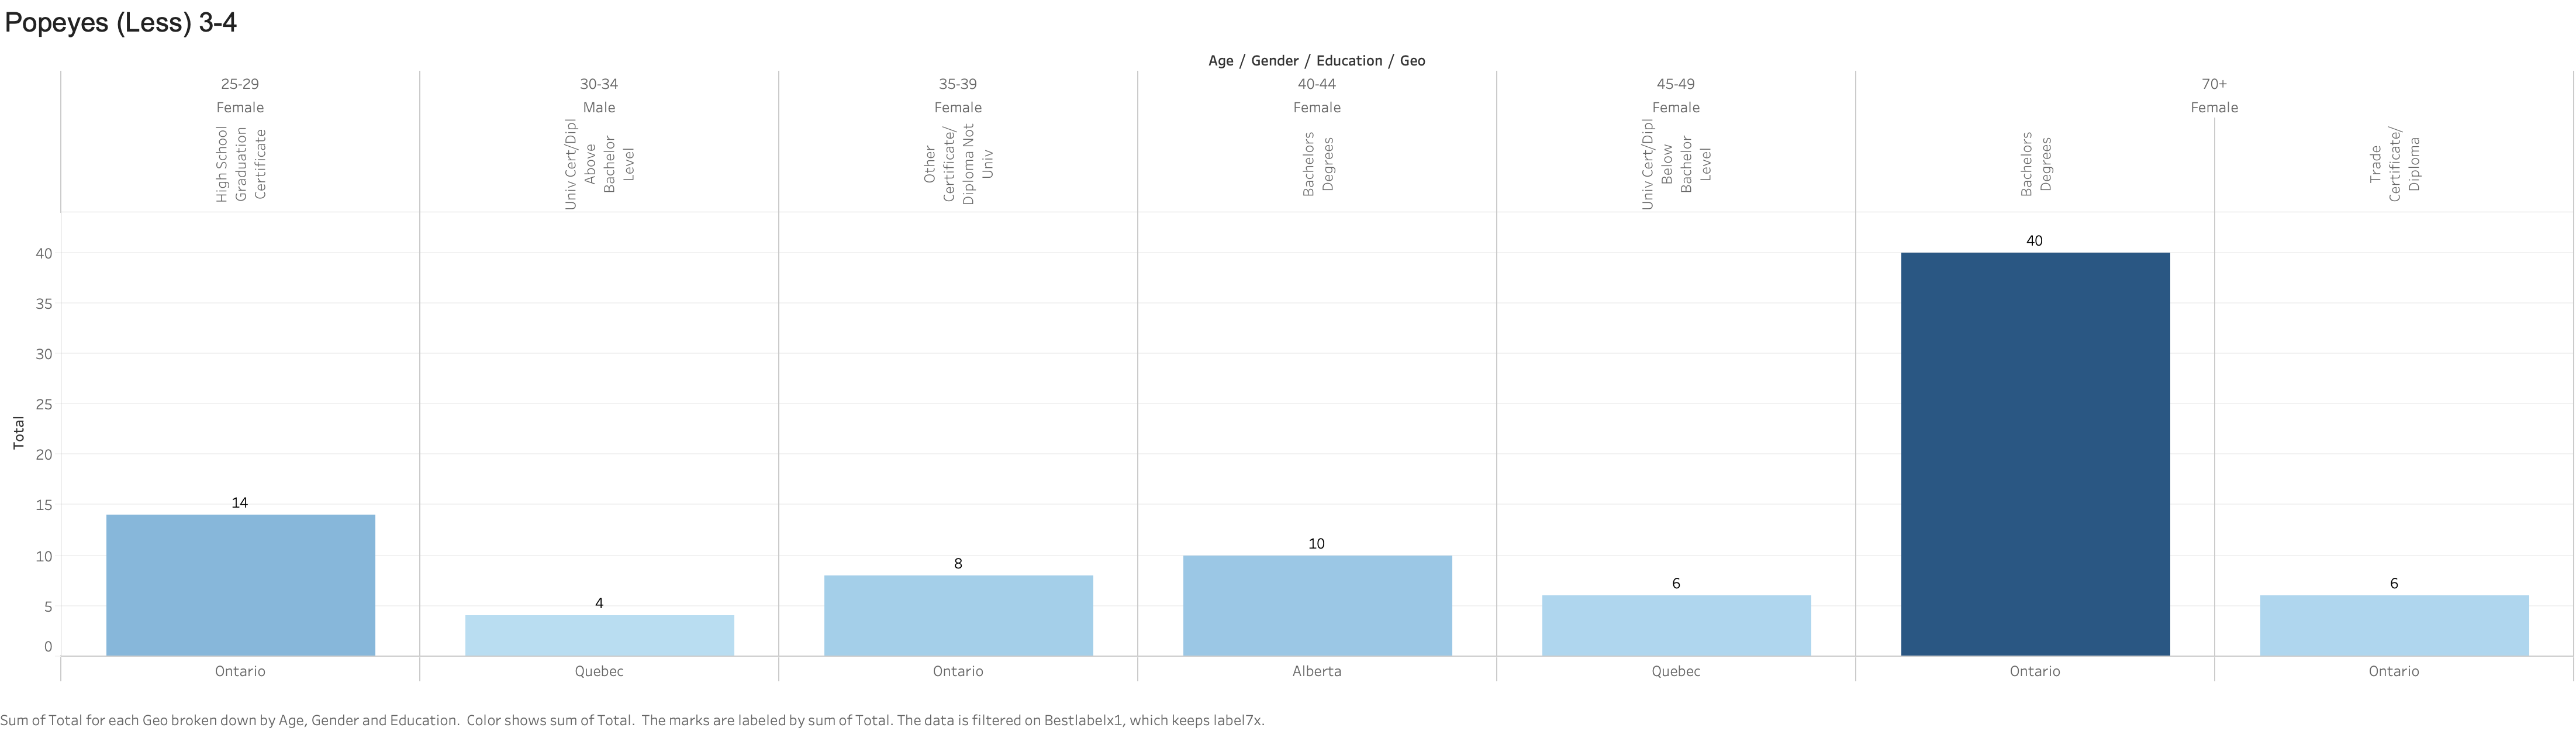 Popeyes (Less) 3-4
Age / Gender / Education / Geo
25-29
30-34
35-39
40-44
45-49
70+
Female
Male
Female
Female
Female
Female
High School
Graduation
Certificate
Univ Cert/Dipl
Above
Bachelor
Level
Other
Certificate/
Diploma Not
Univ
Bachelors
Degrees
Univ Cert/Dipl
Below
Bachelor
Level
Bachelors
Degrees
Trade
Certificate/
Diploma
Total
40
35
30
25
20
15
10
5
0
14
4
8
10
6
40
6
Ontario
Quebec
Ontario
Alberta
Quebec
Ontario
Ontario
Sum of Total for each Geo broken down by Age, Gender and Education.  Color shows sum of Total.  The marks are labeled by sum of Total. The data is filtered on Bestlabelx1, which keeps label7x.